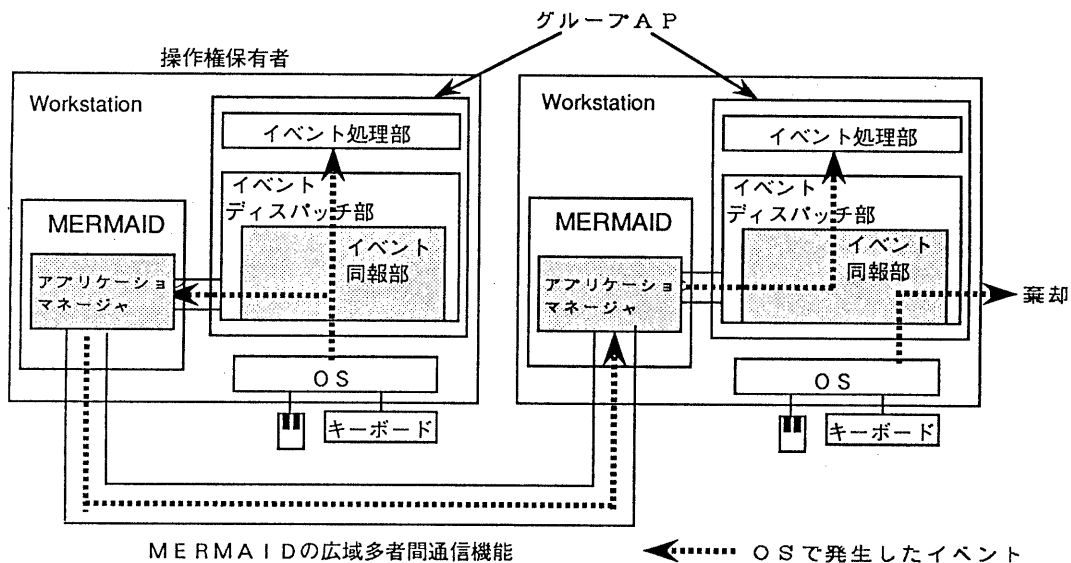 グループＡＰ
操作権保有者
Workstation
イベント処理部
イベント
ディスパッチ部
MERMAID
イベント
同報部
アプリケーショ
マネージャ
ＯＳ
キーボード
Workstation
イベント処理部
イベント
ディスパッチ部
MERMAID
イベント
同報部
アプリケーショ
マネージャ
棄却
ＯＳ
キーボード
ＭＥＲＭＡＩＤの広域多者間通信機能
ＯＳで発生したイベント